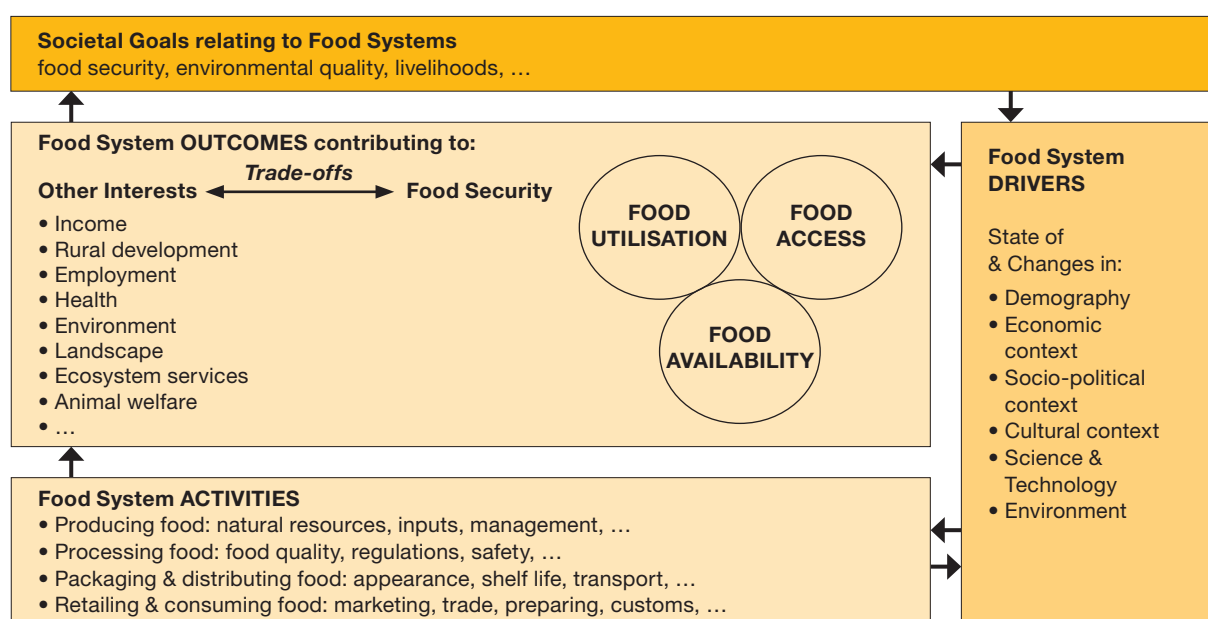 Societal Goals relating to Food Systems
food security, environmental quality, livelihoods, …
Food System OUTCOMES contributing to:
Trade-offs
Other Interests
Food Security
• Income
• Rural development
• Employment
• Health
• Environment
• Landscape
• Ecosystem services
• Animal welfare
• …
FOOD
UTILISATION
FOOD
ACCESS
FOOD
AVAILABILITY
Food System
DRIVERS
State of
& Changes in:
• Demography
• Economic
context
• Socio-political
context
• Cultural context
• Science &
Technology
• Environment
Food System ACTIVITIES
• Producing food: natural resources, inputs, management, …
• Processing food: food quality, regulations, safety, …
• Packaging & distributing food: appearance, shelf life, transport, …
• Retailing & consuming food: marketing, trade, preparing, customs, …